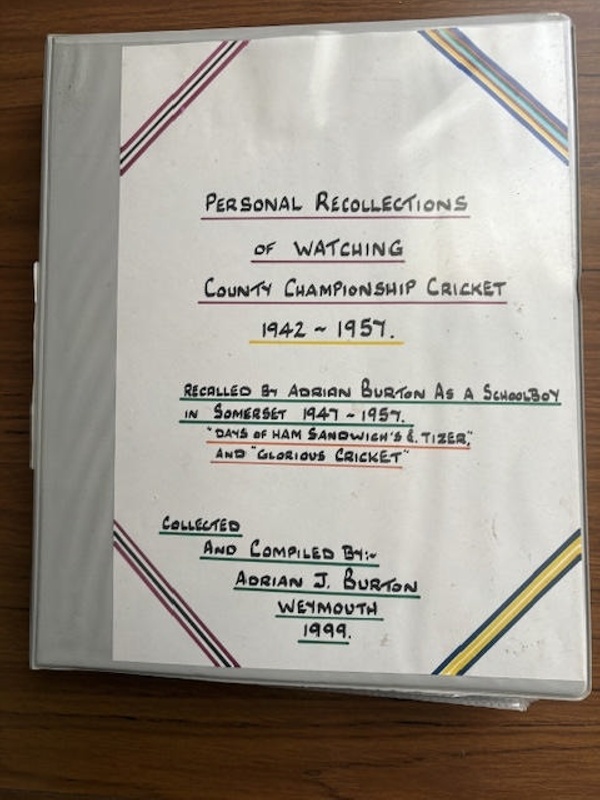 PERSONAL RECOLLECTIONS
OF WATCHING
COUNTY CHAMPIONSHIP CRICKET
1942 ~ 1957.
RECALLED BY ADRIAN BURTON AS A SCHOOLBOY
IN SOMERSET 1947 ~ 1957.
"DAYS OF HAM SANDWICH'S & TIZER,"
AND "GLORIOUS CRICKET"
COLLECTED
AND COMPILED BY:~
ADRIAN J. BURTON
WEYMOUTH
1999.